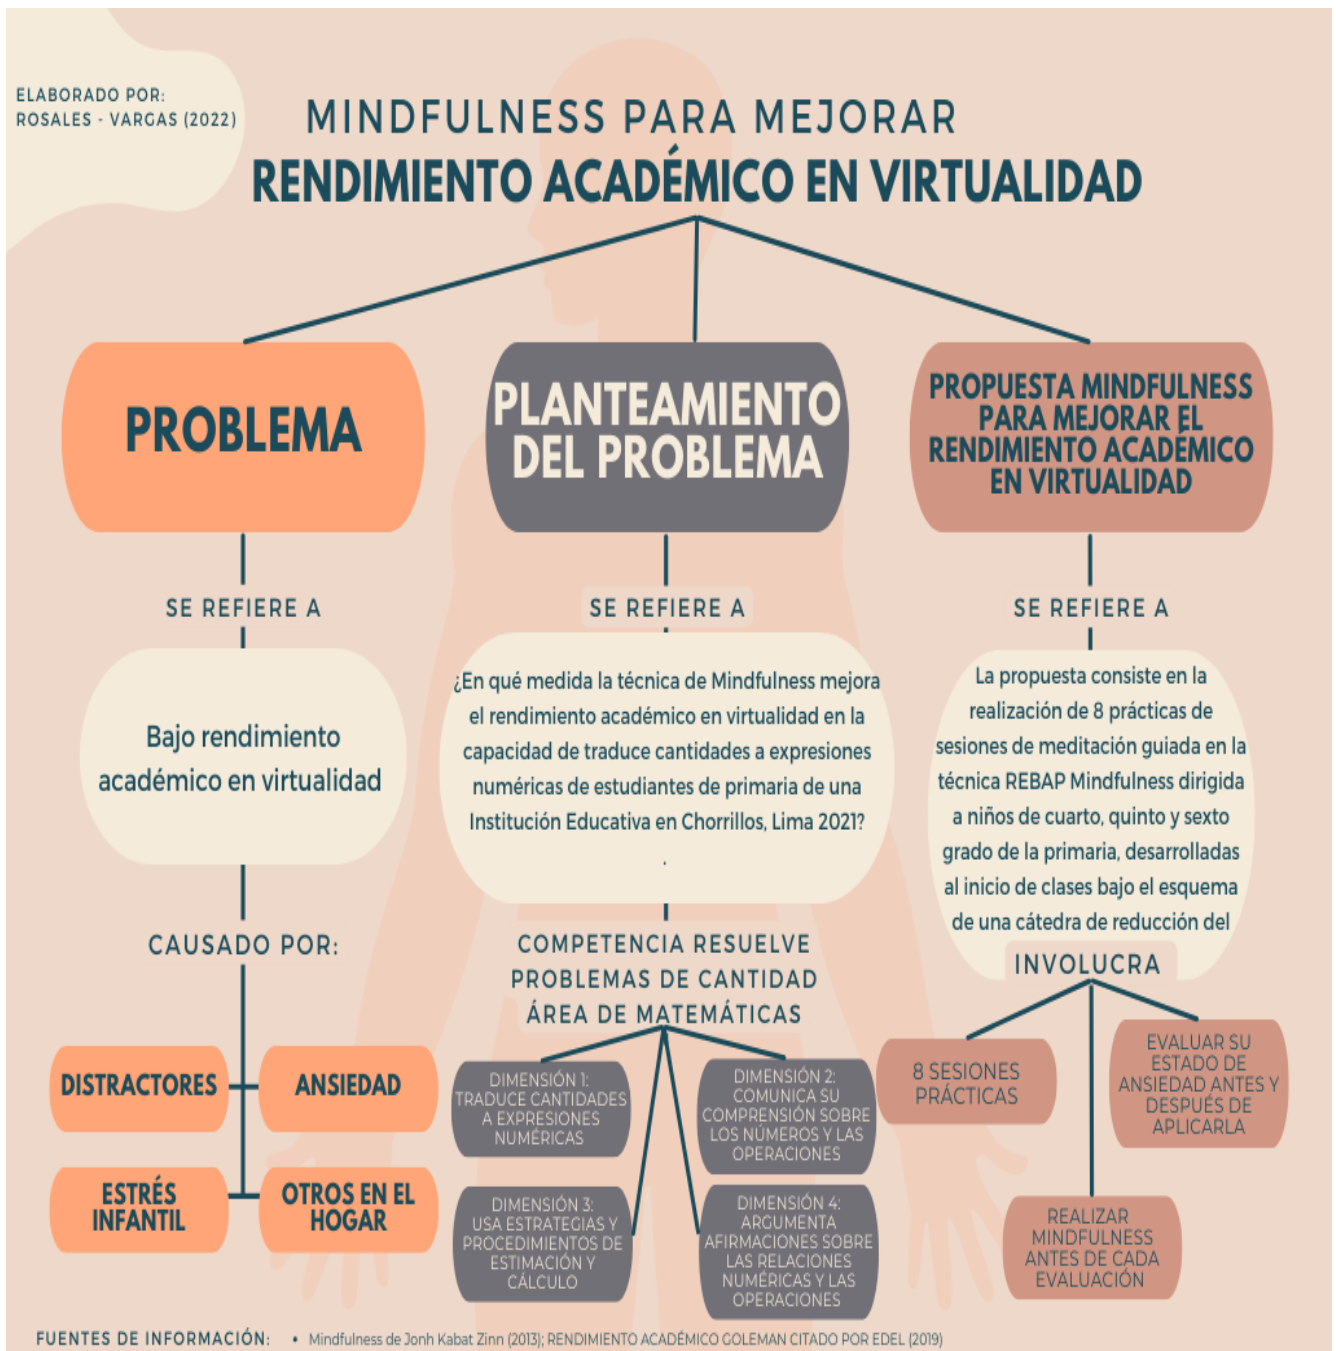 ELABORADO POR:
ROSALES - VARGAS (2022)
MINDFULNESS PARA MEJORAR
RENDIMIENTO ACADÉMICO EN VIRTUALIDAD
PROBLEMA
SE REFIERE A
Bajo rendimiento
académico en virtualidad
CAUSADO POR:
DISTRACTORES
ANSIEDAD
ESTRÉS
INFANTIL
OTROS EN EL
HOGAR
PLANTEAMIENTO
DEL PROBLEMA
SE REFIERE A
¿En qué medida la técnica de Mindfulness mejora
el rendimiento académico en virtualidad en la
capacidad de traduce cantidades a expresiones
numéricas de estudiantes de primaria de una
Institución Educativa en Chorrillos, Lima 2021?
.
COMPETENCIA RESUELVE
PROBLEMAS DE CANTIDAD
ÁREA DE MATEMÁTICAS
DIMENSIÓN 1:
TRADUCE CANTIDADES
A EXPRESIONES
NUMÉRICAS
DIMENSIÓN 2:
COMUNICA SU
COMPRENSIÓN SOBRE
LOS NÚMEROS Y LAS
OPERACIONES
DIMENSIÓN 3:
USA ESTRATEGIAS Y
PROCEDIMIENTOS DE
ESTIMACIÓN Y
CÁLCULO
DIMENSIÓN 4:
ARGUMENTA
AFIRMACIONES SOBRE
LAS RELACIONES
NUMÉRICAS Y LAS
OPERACIONES
PROPUESTA MINDFULNESS
PARA MEJORAR EL
RENDIMIENTO ACADÉMICO
EN VIRTUALIDAD
SE REFIERE A
La propuesta consiste en la
realización de 8 prácticas de
sesiones de meditación guiada en la
técnica REBAP Mindfulness dirigida
a niños de cuarto, quinto y sexto
grado de la primaria, desarrolladas
al inicio de clases bajo el esquema
de una cátedra de reducción del
INVOLUCRA
8 SESIONES
PRÁCTICAS
EVALUAR SU
ESTADO DE
ANSIEDAD ANTES Y
DESPUÉS DE
APLICARLA
REALIZAR
MINDFULNESS
ANTES DE CADA
EVALUACIÓN
FUENTES DE INFORMACIÓN: • Mindfulness de Jonh Kabat Zinn (2013); RENDIMIENTO ACADÉMICO GOLEMAN CITADO POR EDEL (2019)